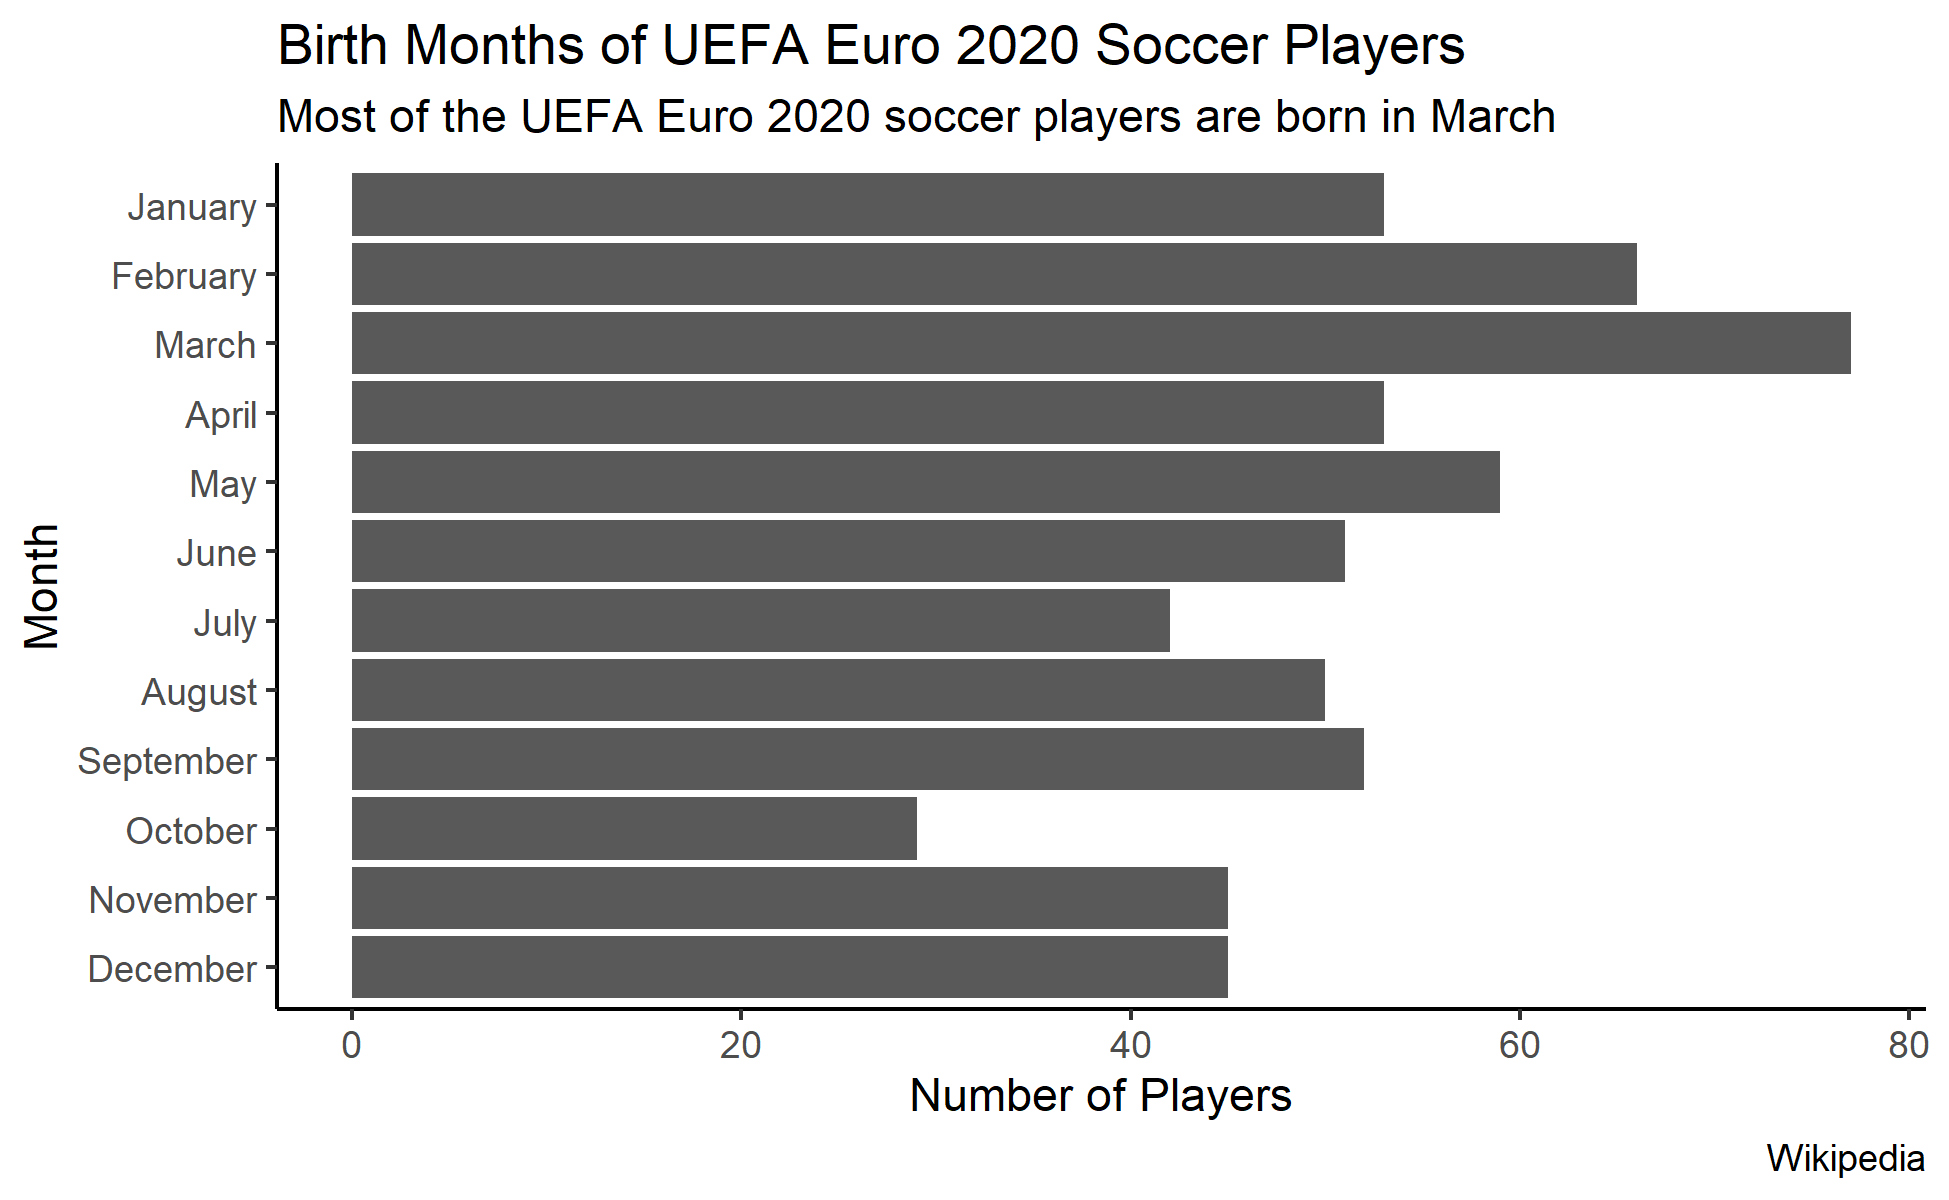 Birth Months of UEFA Euro 2020 Soccer Players
Most of the UEFA Euro 2020 soccer players are born in March
January
February
March
April
May
June
July
August
September
October
November
December
Month
0 20 40 60 80
Number of Players
Wikipedia